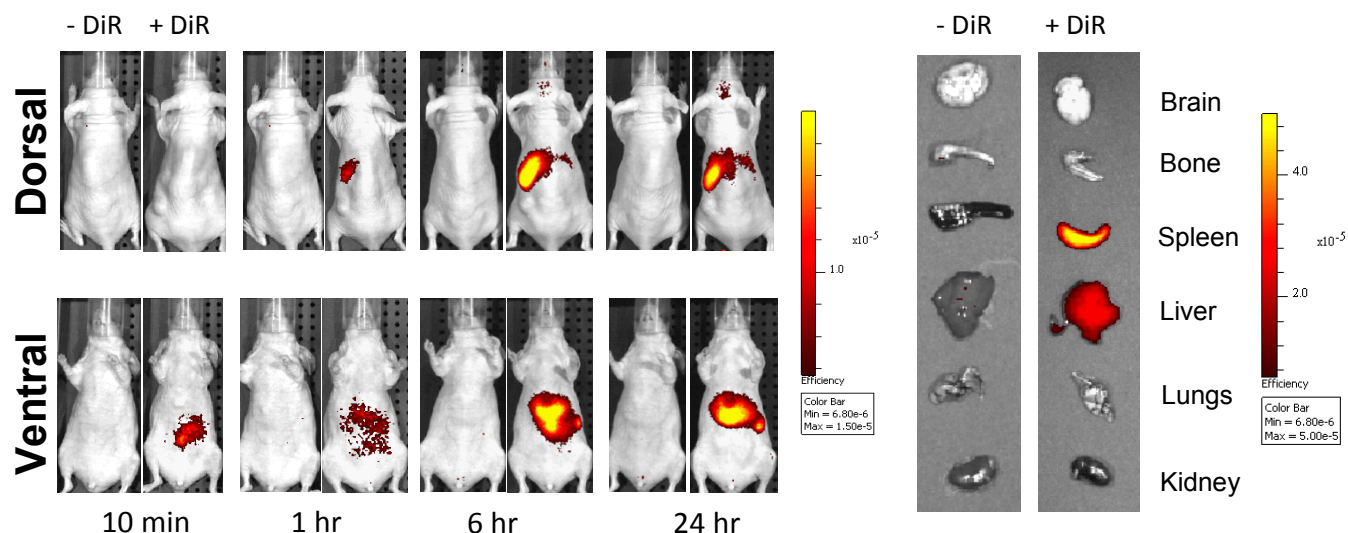 - DiR + DiR
Dorsal
Ventral
10 min 1 hr 6 hr 24 hr
x10⁻⁵
1.0
Efficiency
Color Bar
Min = 6.80e-6
Max = 1.50e-5
- DiR + DiR
Brain
Bone
Spleen
Liver
Lungs
Kidney
4.0
x10⁻⁵
2.0
Efficiency
Color Bar
Min = 6.80e-6
Max = 5.00e-5